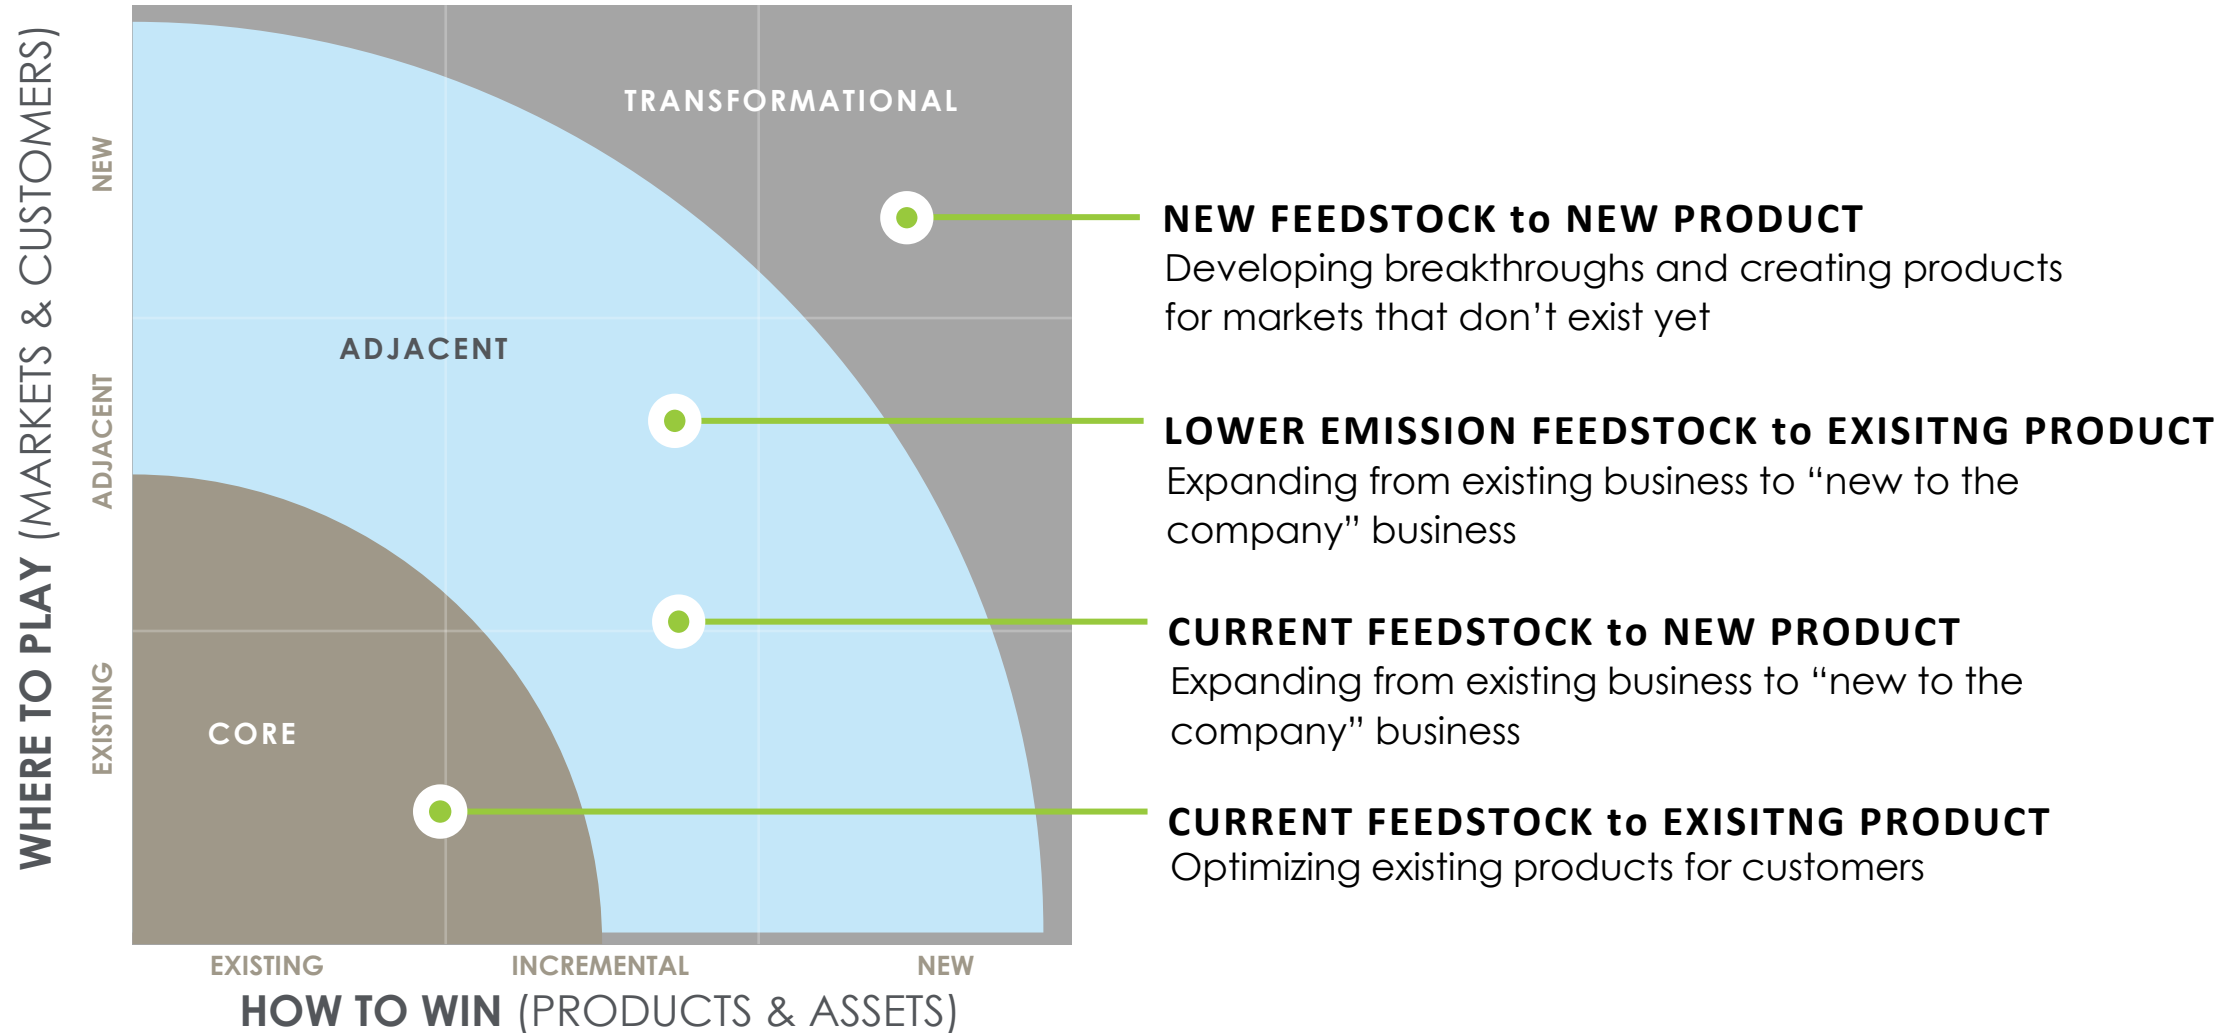 WHERE TO PLAY (MARKETS & CUSTOMERS)
NEW
ADJACENT
EXISTING
TRANSFORMATIONAL
ADJACENT
CORE
NEW FEEDSTOCK to NEW PRODUCT
Developing breakthroughs and creating products
for markets that don’t exist yet
LOWER EMISSION FEEDSTOCK to EXISITNG PRODUCT
Expanding from existing business to “new to the
company” business
CURRENT FEEDSTOCK to NEW PRODUCT
Expanding from existing business to “new to the
company” business
CURRENT FEEDSTOCK to EXISITNG PRODUCT
Optimizing existing products for customers
EXISTING
INCREMENTAL
NEW
HOW TO WIN (PRODUCTS & ASSETS)